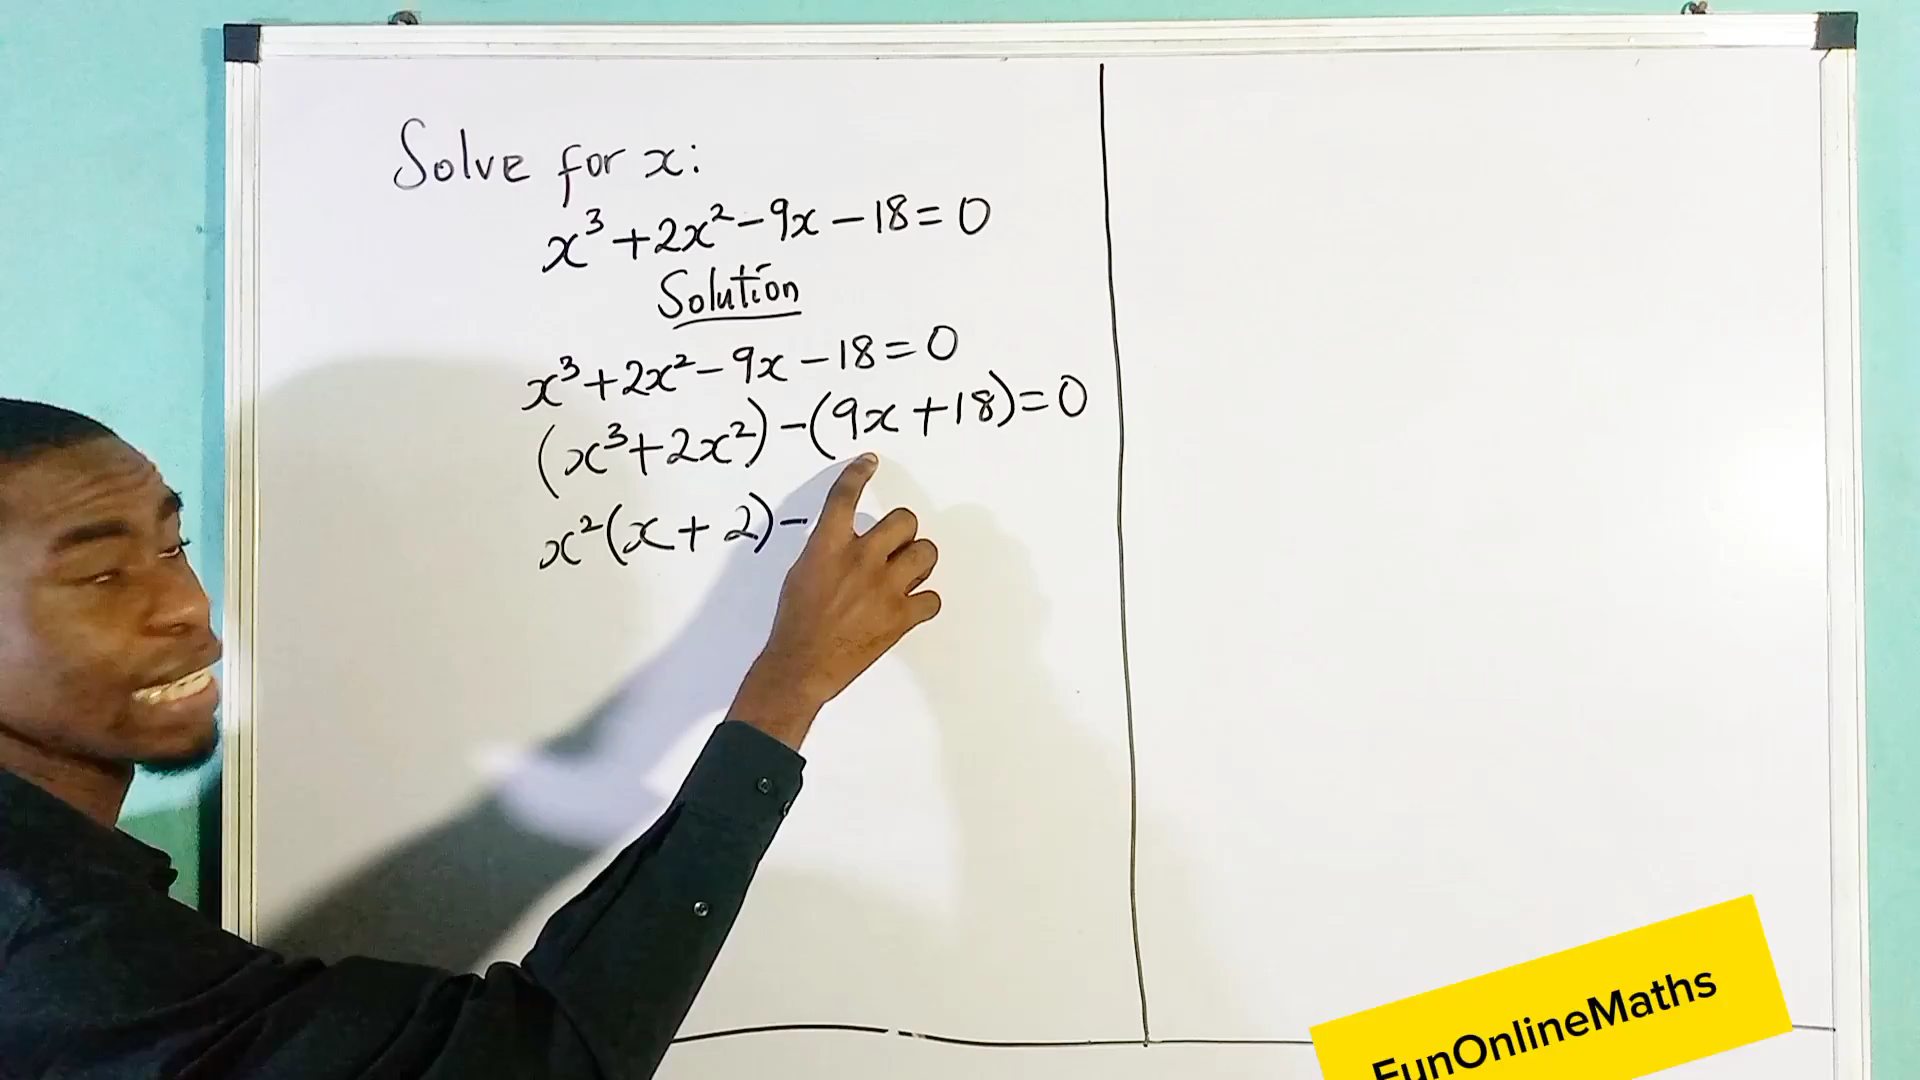 Solve for x:
x³+2x²-9x-18=0
Solution
x³+2x²-9x-18=0
(x³+2x²)-(9x+18)=0
x²(x+2)-
FunOnlineMaths